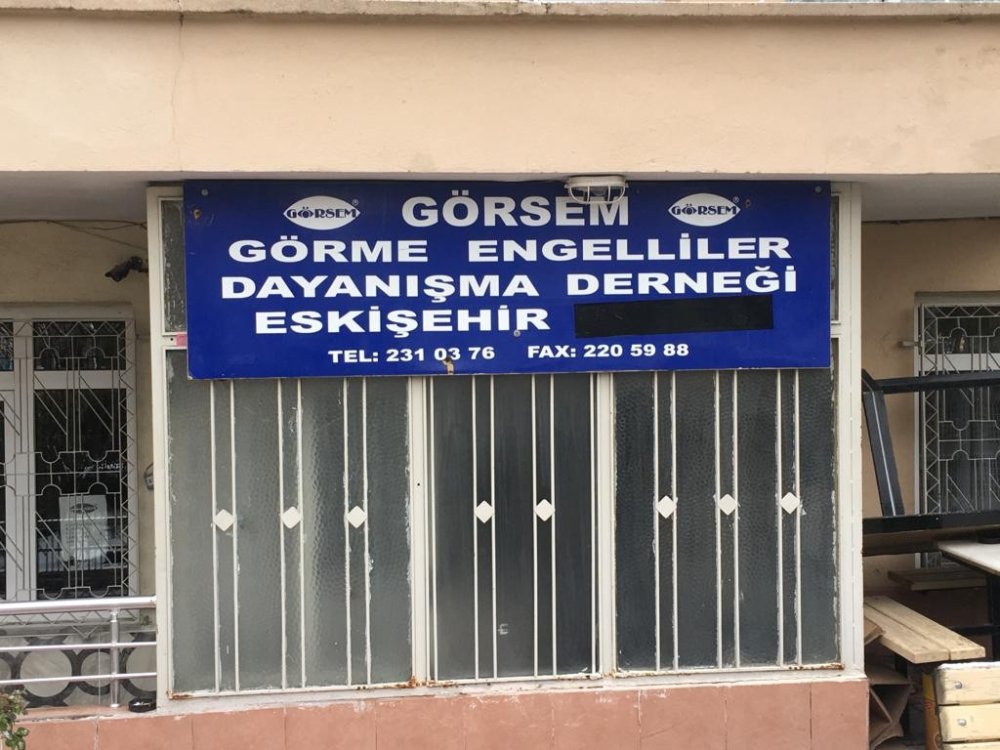 GÖRSEM GÖRSEM GÖRSEM
GÖRME ENGELLİLER
DAYANIŞMA DERNEĞİ
ESKİŞEHİR
TEL: 231 03 76 FAX: 220 59 88